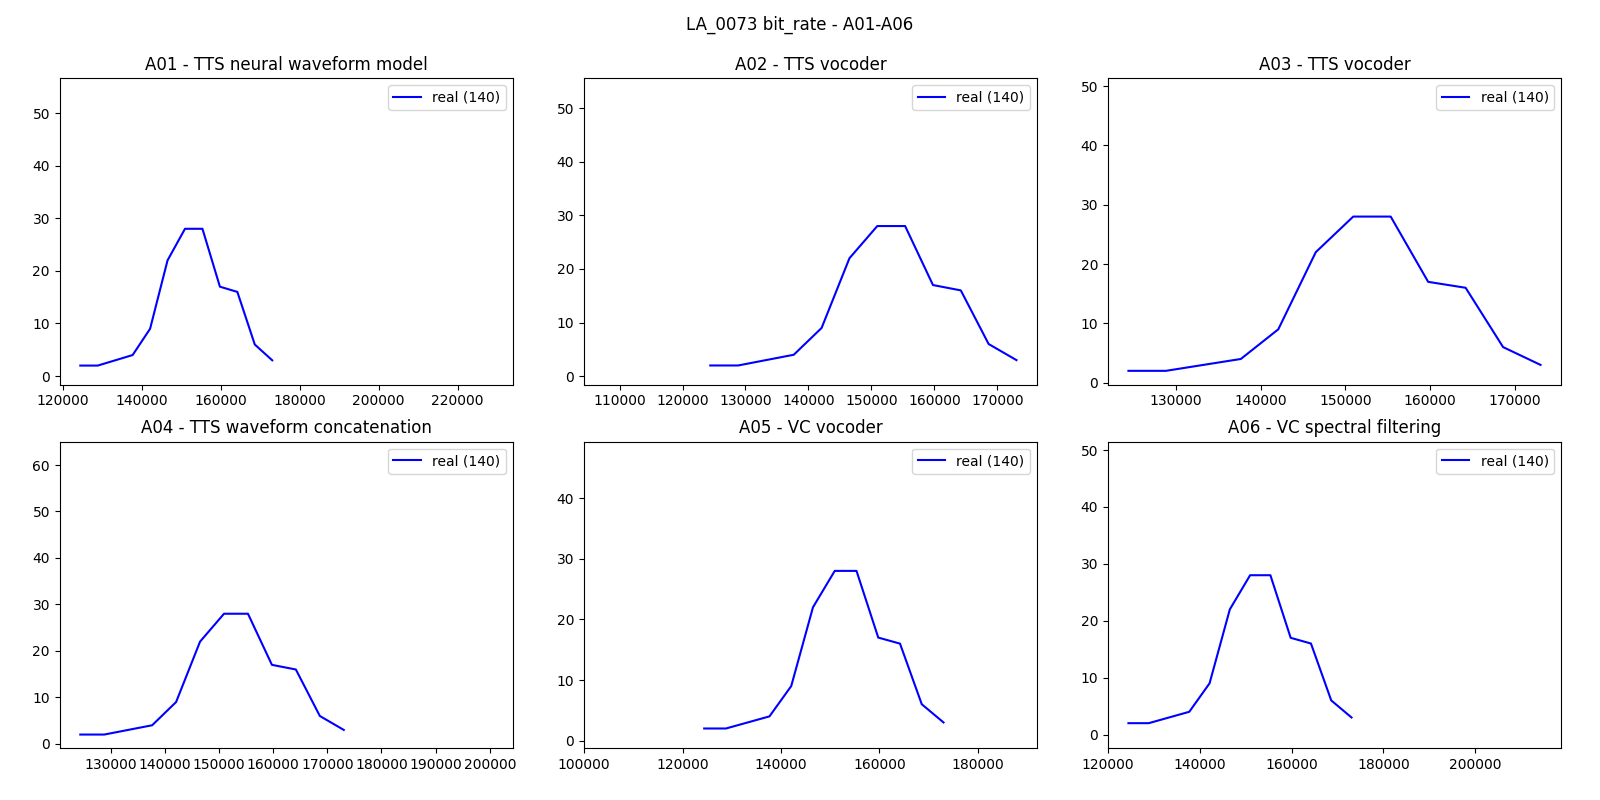 LA_0073 bit_rate - A01-A06
A01 - TTS neural waveform model
real (140)
50
40
30
20
10
0
120000 140000 160000 180000 200000 220000
A02 - TTS vocoder
real (140)
50
40
30
20
10
0
110000 120000 130000 140000 150000 160000 170000
A03 - TTS vocoder
real (140)
50
40
30
20
10
0
130000 140000 150000 160000 170000
A04 - TTS waveform concatenation
real (140)
60
50
40
30
20
10
0
130000 140000 150000 160000 170000 180000 190000 200000
A05 - VC vocoder
real (140)
40
30
20
10
0
100000 120000 140000 160000 180000
A06 - VC spectral filtering
real (140)
50
40
30
20
10
0
120000 140000 160000 180000 200000